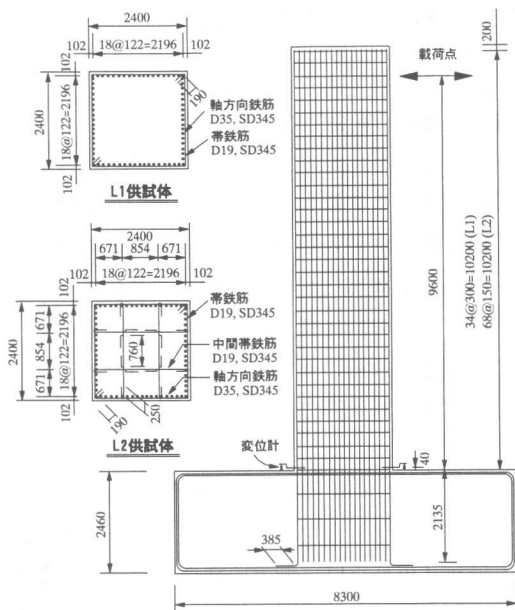 2400
102
18@122=2196
102
102
2400
18@122=2196
102
190
軸方向鉄筋
D35, SD345
帯鉄筋
D19, SD345
L1供試体
2400
671
854
671
102
18@122=2196
102
102
2400
18@122=2196
671
854
671
102
760
帯鉄筋
D19, SD345
中間帯鉄筋
D19, SD345
軸方向鉄筋
D35, SD345
190
250
L2供試体
200
載荷点
9600
34@300=10200 (L1)
68@150=10200 (L2)
変位計
40
2460
385
2135
8300